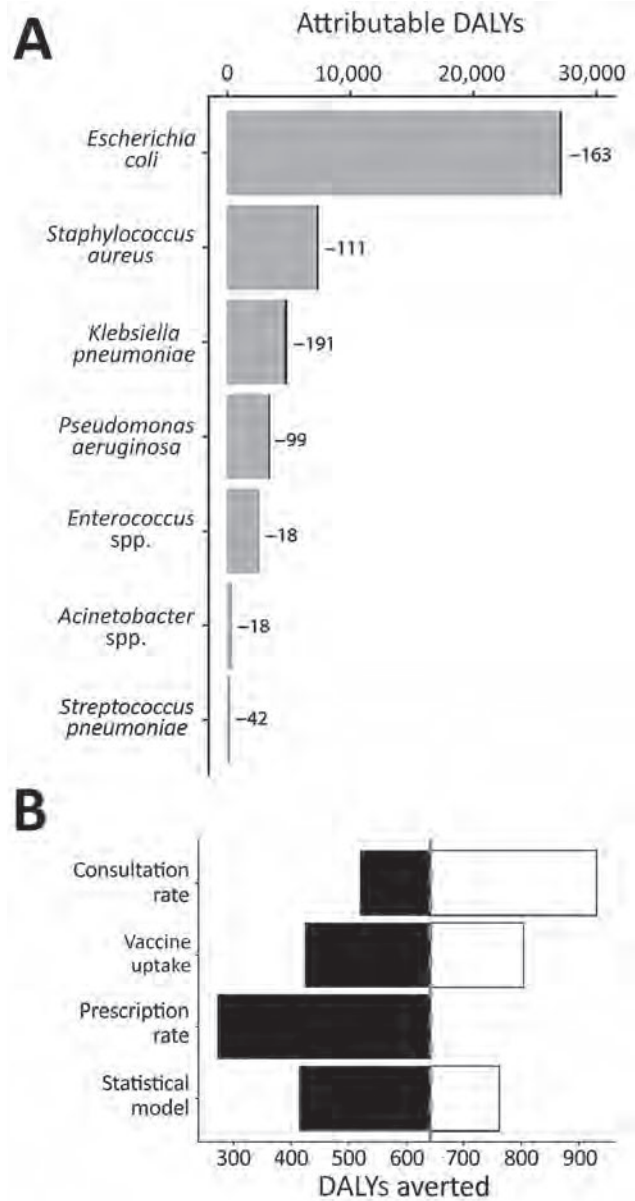 A
Attributable DALYs
0 10,000 20,000 30,000
Escherichia
coli
–163
Staphylococcus
aureus
–111
Klebsiella
pneumoniae
–191
Pseudomonas
aeruginosa
–99
Enterococcus
spp.
–18
Acinetobacter
spp.
–18
Streptococcus
pneumoniae
–42
B
Consultation
rate
Vaccine
uptake
Prescription
rate
Statistical
model
300 400 500 600 700 800 900
DALYs averted